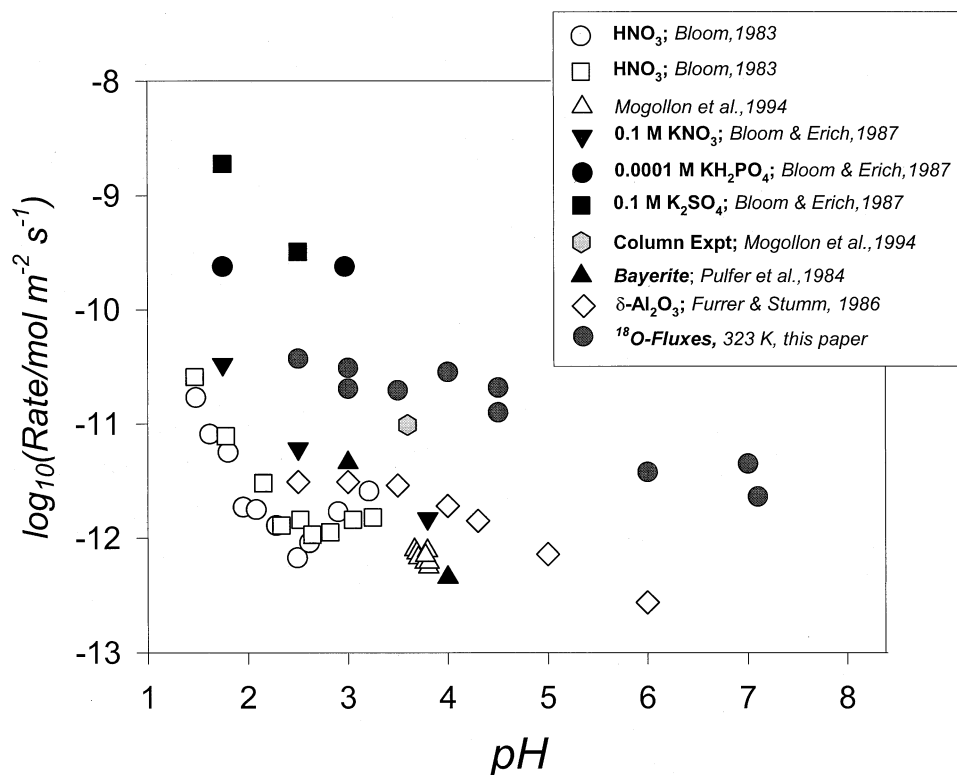 HNO3; Bloom,1983
HNO3; Bloom,1983
Mogollon et al.,1994
0.1 M KNO3; Bloom & Erich,1987
0.0001 M KH2PO4; Bloom & Erich,1987
0.1 M K2SO4; Bloom & Erich,1987
Column Expt; Mogollon et al.,1994
Bayerite; Pulfer et al.,1984
δ-Al2O3; Furrer & Stumm, 1986
18O-Fluxes, 323 K, this paper
log10(Rate/mol m-2 s-1)
-8
-9
-10
-11
-12
-13
1 2 3 4 5 6 7 8
pH